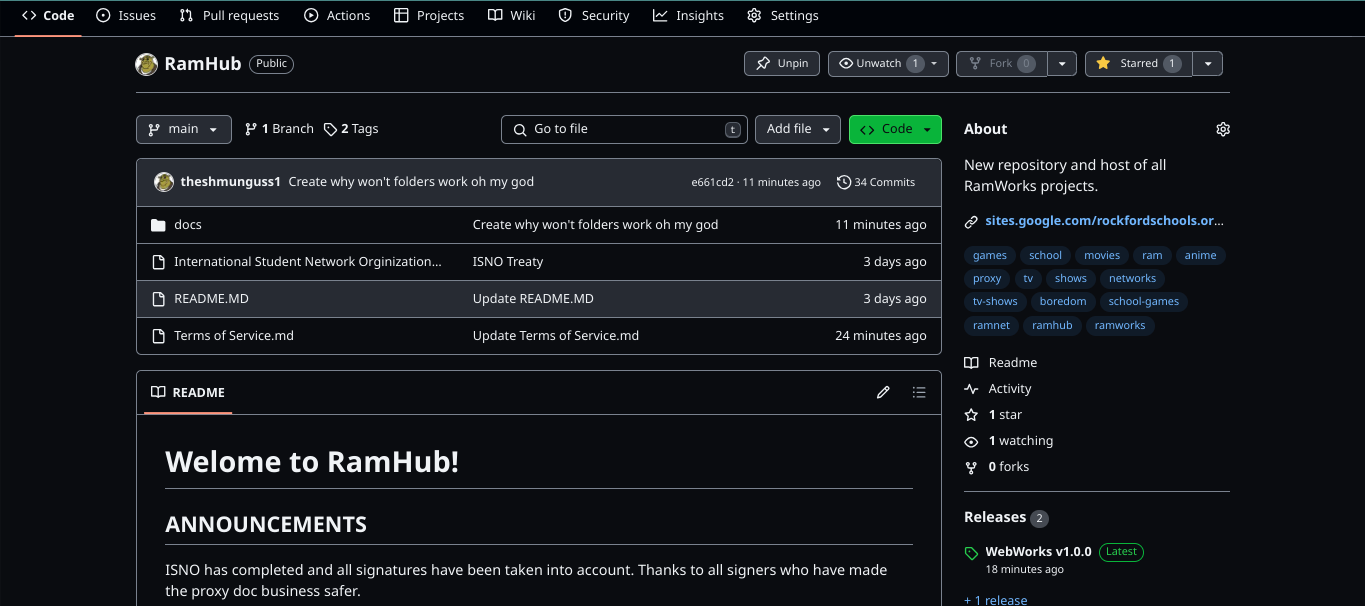 Code Issues Pull requests Actions Projects Wiki Security Insights Settings
RamHub Public
Unpin Unwatch 1 Fork 0 Starred 1
main 1 Branch 2 Tags Go to file t Add file Code
theshmunguss1 Create why won't folders work oh my god e661cd2 · 11 minutes ago 34 Commits
docs Create why won't folders work oh my god 11 minutes ago
International Student Network Orginization... ISNO Treaty 3 days ago
README.MD Update README.MD 3 days ago
Terms of Service.md Update Terms of Service.md 24 minutes ago
README
Welome to RamHub!
ANNOUNCEMENTS
ISNO has completed and all signatures have been taken into account. Thanks to all signers who have made
the proxy doc business safer.
About
New repository and host of all
RamWorks projects.
sites.google.com/rockfordschools.or...
games school movies ram anime
proxy tv shows networks
tv-shows boredom school-games
ramnet ramhub ramworks
Readme
Activity
1 star
1 watching
0 forks
Releases 2
WebWorks v1.0.0 Latest
18 minutes ago
+ 1 release